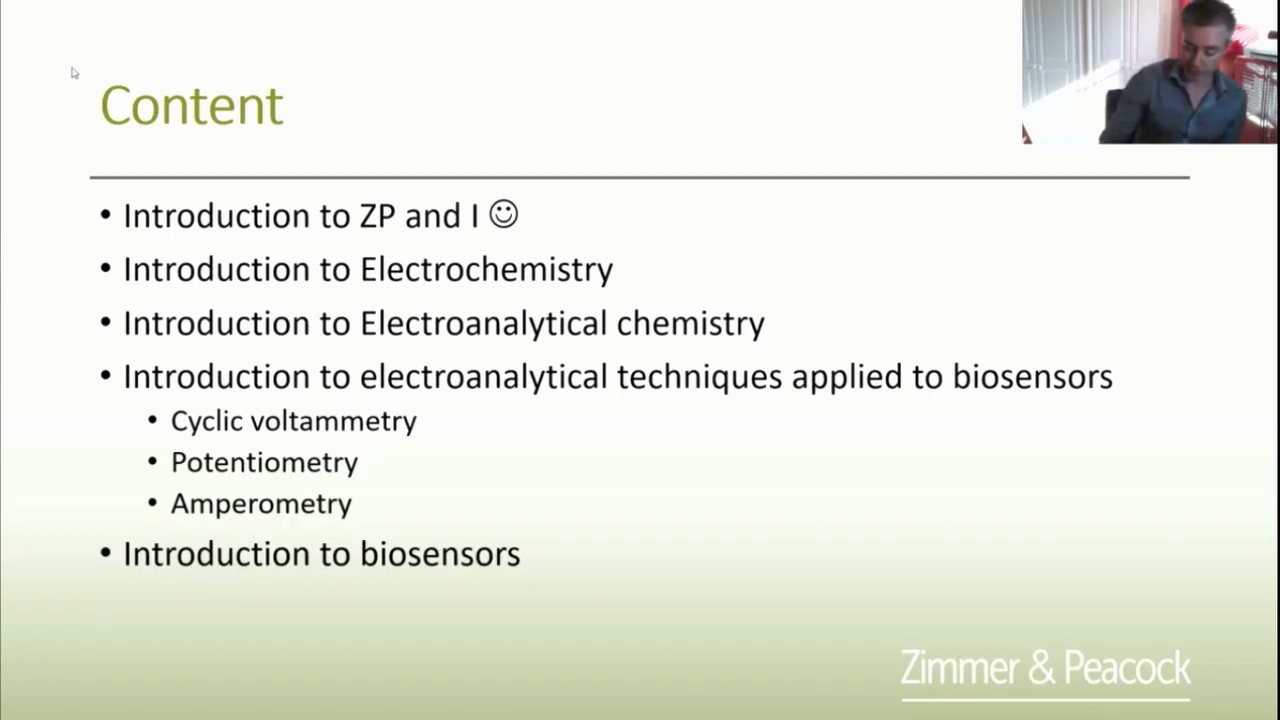 Content
• Introduction to ZP and I ☺
• Introduction to Electrochemistry
• Introduction to Electroanalytical chemistry
• Introduction to electroanalytical techniques applied to biosensors
• Cyclic voltammetry
• Potentiometry
• Amperometry
• Introduction to biosensors
Zimmer & Peacock